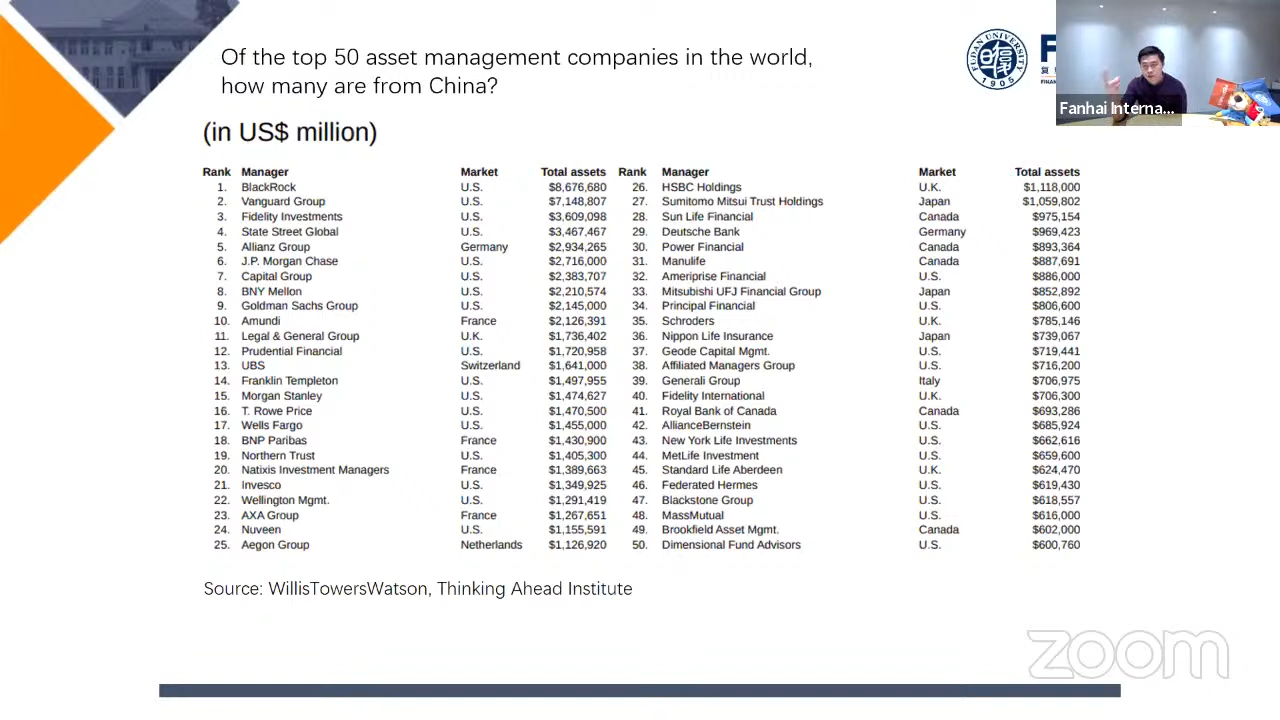 Of the top 50 asset management companies in the world,
how many are from China?
FUDAN UNIVERSITY
1905
Fanhai Interna...
(in US$ million)
Rank Manager Market Total assets Rank Manager Market Total assets
1. BlackRock U.S. $8,676,680 26. HSBC Holdings U.K. $1,118,000
2. Vanguard Group U.S. $7,148,807 27. Sumitomo Mitsui Trust Holdings Japan $1,059,802
3. Fidelity Investments U.S. $3,609,098 28. Sun Life Financial Canada $975,154
4. State Street Global U.S. $3,467,467 29. Deutsche Bank Germany $969,423
5. Allianz Group Germany $2,934,265 30. Power Financial Canada $893,364
6. J.P. Morgan Chase U.S. $2,716,000 31. Manulife Canada $887,691
7. Capital Group U.S. $2,383,707 32. Ameriprise Financial U.S. $886,000
8. BNY Mellon U.S. $2,210,574 33. Mitsubishi UFJ Financial Group Japan $852,892
9. Goldman Sachs Group U.S. $2,145,000 34. Principal Financial U.S. $806,600
10. Amundi France $2,126,391 35. Schroders U.K. $785,146
11. Legal & General Group U.K. $1,736,402 36. Nippon Life Insurance Japan $739,067
12. Prudential Financial U.S. $1,720,958 37. Geode Capital Mgmt. U.S. $719,441
13. UBS Switzerland $1,641,000 38. Affiliated Managers Group U.S. $716,200
14. Franklin Templeton U.S. $1,497,955 39. Generali Group Italy $706,975
15. Morgan Stanley U.S. $1,474,627 40. Fidelity International U.K. $706,300
16. T. Rowe Price U.S. $1,470,500 41. Royal Bank of Canada Canada $693,286
17. Wells Fargo U.S. $1,455,000 42. AllianceBernstein U.S. $685,924
18. BNP Paribas France $1,430,900 43. New York Life Investments U.S. $662,616
19. Northern Trust U.S. $1,405,300 44. MetLife Investment U.S. $659,600
20. Natixis Investment Managers France $1,389,663 45. Standard Life Aberdeen U.K. $624,470
21. Invesco U.S. $1,349,925 46. Federated Hermes U.S. $619,430
22. Wellington Mgmt. U.S. $1,291,419 47. Blackstone Group U.S. $618,557
23. AXA Group France $1,267,651 48. MassMutual U.S. $616,000
24. Nuveen U.S. $1,155,591 49. Brookfield Asset Mgmt. Canada $602,000
25. Aegon Group Netherlands $1,126,920 50. Dimensional Fund Advisors U.S. $600,760
Source: WillisTowersWatson, Thinking Ahead Institute
zoom